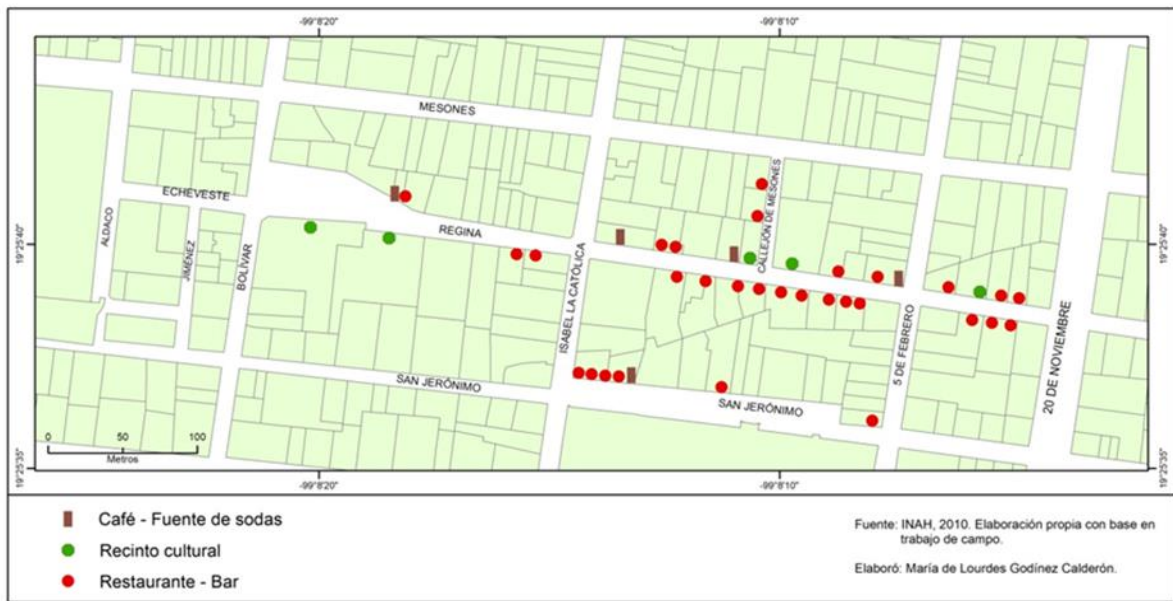 -99°8'20"
-99°8'10"
MESONES
CALLEJÓN DE MESONES
ECHEVESTE
REGINA
19°25'40"
19°25'40"
ALDACO
JIMÉNEZ
BOLÍVAR
ISABEL LA CATÓLICA
5 DE FEBRERO
20 DE NOVIEMBRE
SAN JERÓNIMO
SAN JERÓNIMO
0 50 100
Metros
19°25'35"
19°25'35"
-99°8'20"
-99°8'10"
Café - Fuente de sodas
Recinto cultural
Restaurante - Bar
Fuente: INAH, 2010. Elaboración propia con base en
trabajo de campo.
Elaboró: María de Lourdes Godínez Calderón.